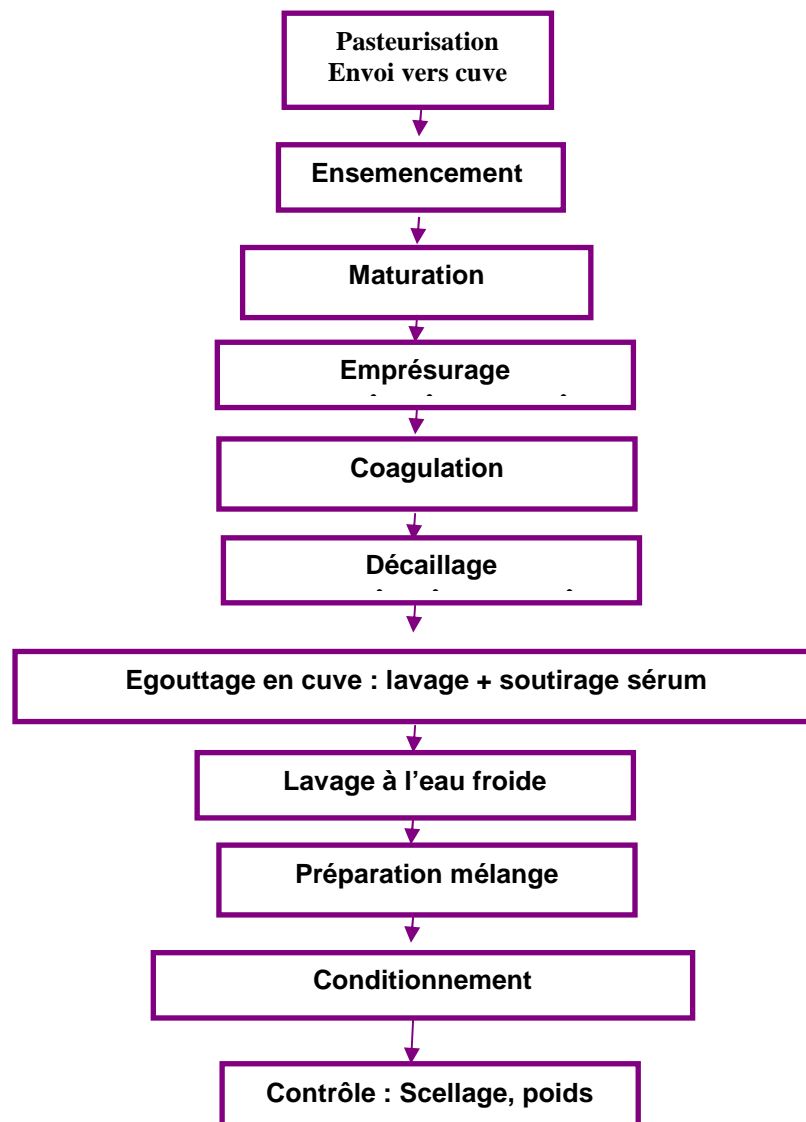 Pasteurisation
Envoi vers cuve
Ensemencement
Maturation
Emprésurage
Coagulation
Décaillage
Egouttage en cuve : lavage + soutirage sérum
Lavage à l'eau froide
Préparation mélange
Conditionnement
Contrôle : Scellage, poids